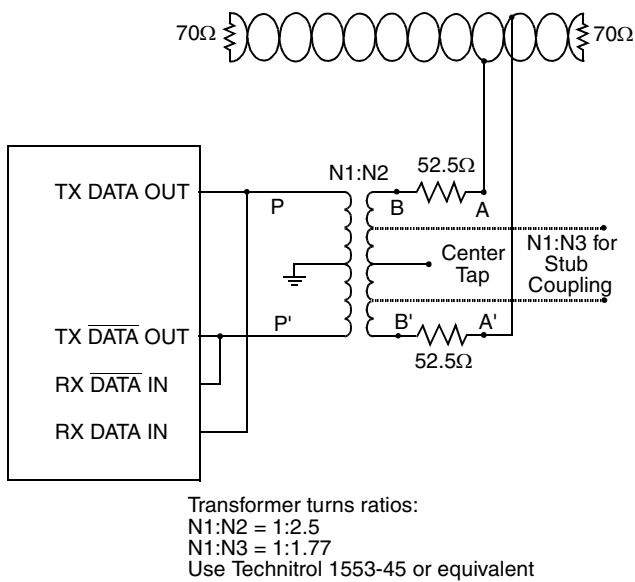 70Ω
70Ω
TX DATA OUT
P
N1:N2
B
52.5Ω
A
Center
Tap
N1:N3 for
Stub
Coupling
TX D̅A̅T̅A̅ OUT
P'
B'
A'
52.5Ω
RX D̅A̅T̅A̅ IN
RX DATA IN
Transformer turns ratios:
N1:N2 = 1:2.5
N1:N3 = 1:1.77
Use Technitrol 1553-45 or equivalent